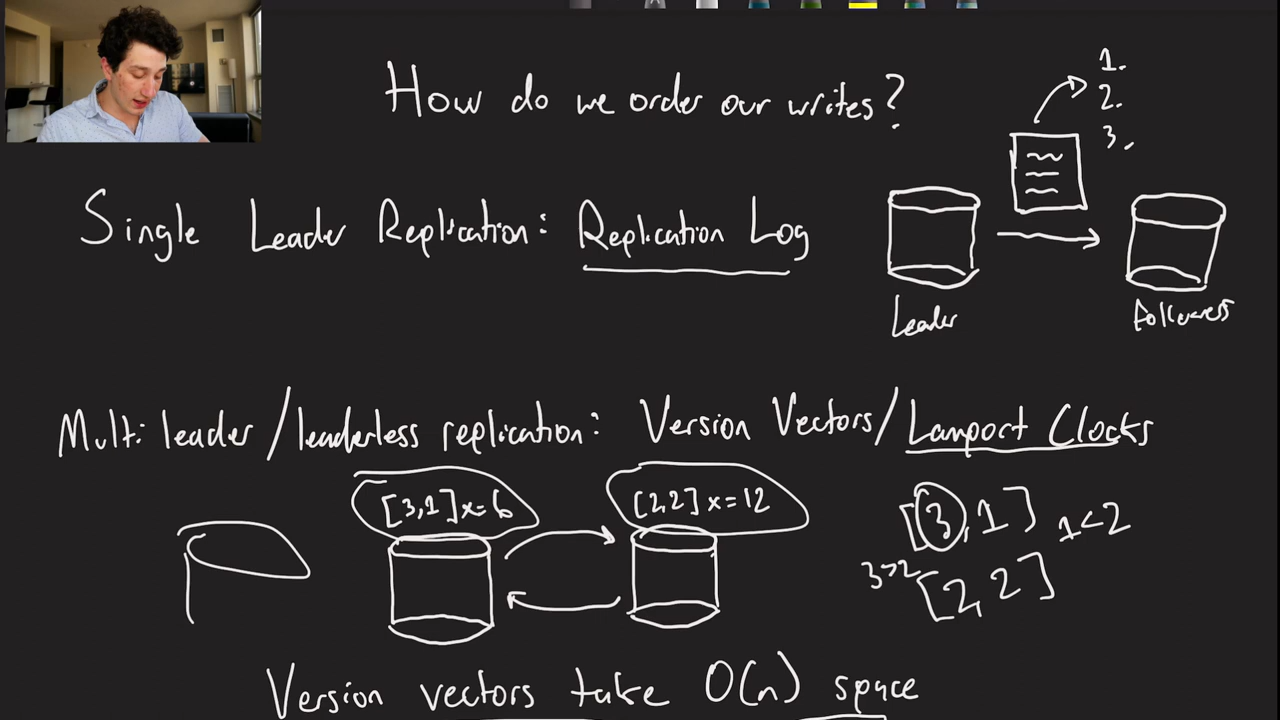 How do we order our writes?
1.
2.
3.
Single Leader Replication: Replication Log
Leader
Followers
Multi leader/leaderless replication: Version Vectors/Lamport Clocks
[3,1] x=6
[2,2] x=12
[3,1] 1<2
3>2 [2,2]
Version vectors take O(n) space